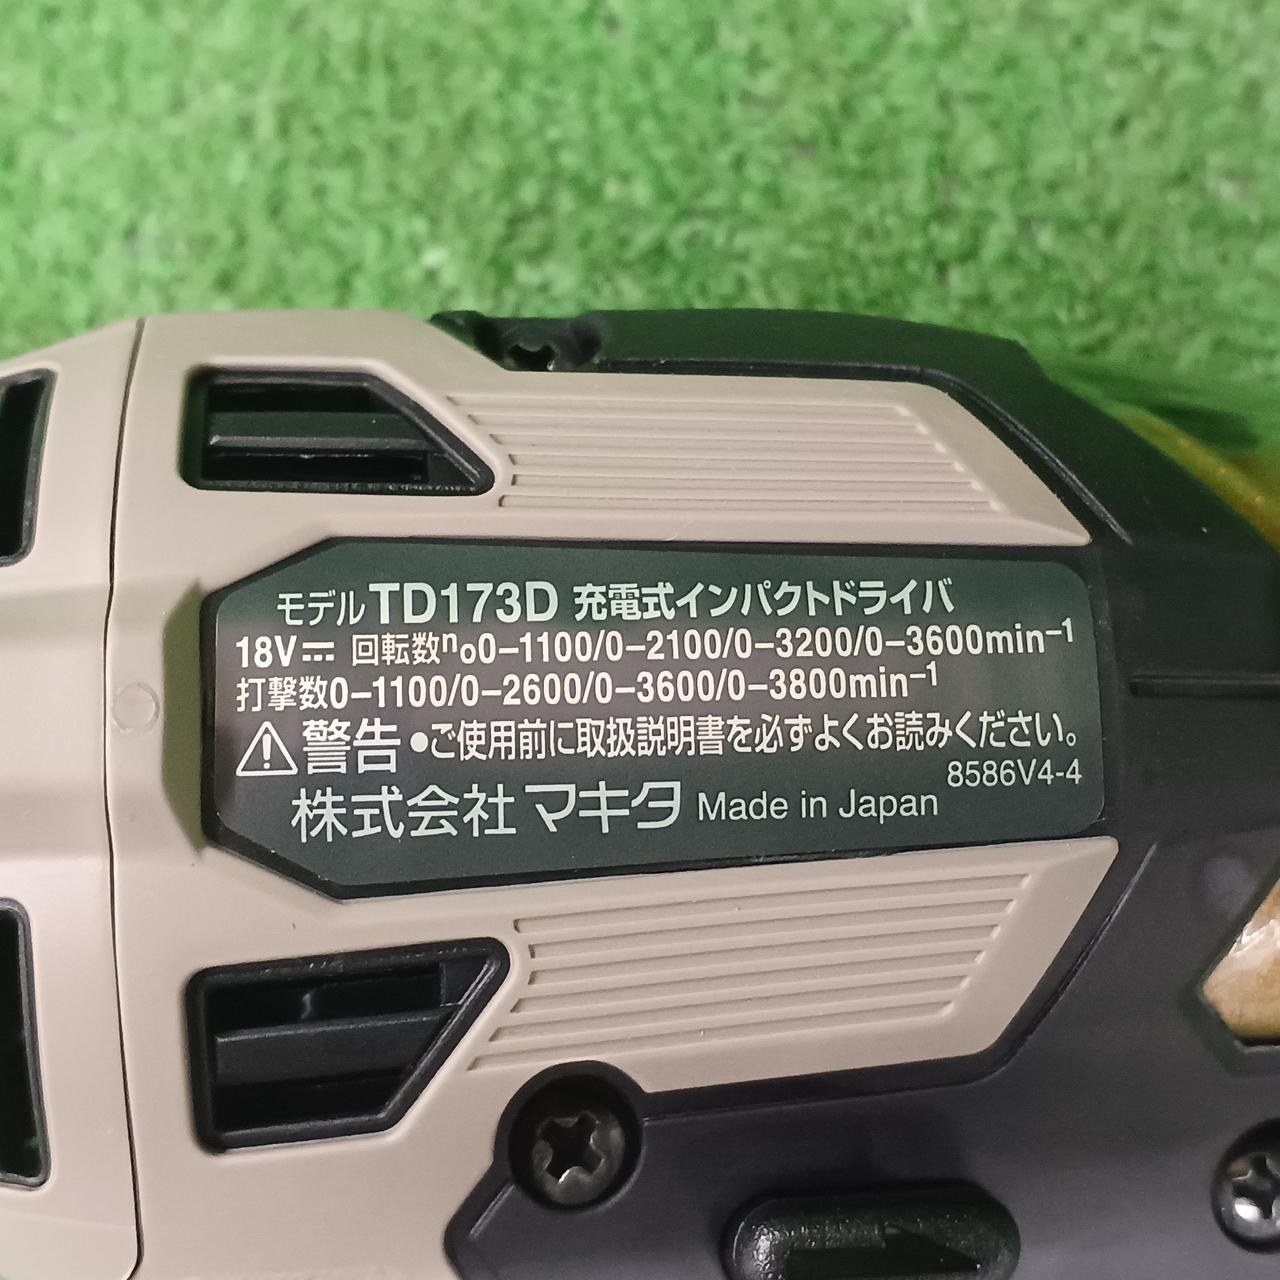 モデル TD173D 充電式インパクトドライバ
18V⎓ 回転数n₀0−1100/0−2100/0−3200/0−3600min⁻¹
打撃数0−1100/0−2600/0−3600/0−3800min⁻¹
⚠警告 ●ご使用前に取扱説明書を必ずよくお読みください。
8586V4-4
株式会社マキタ Made in Japan